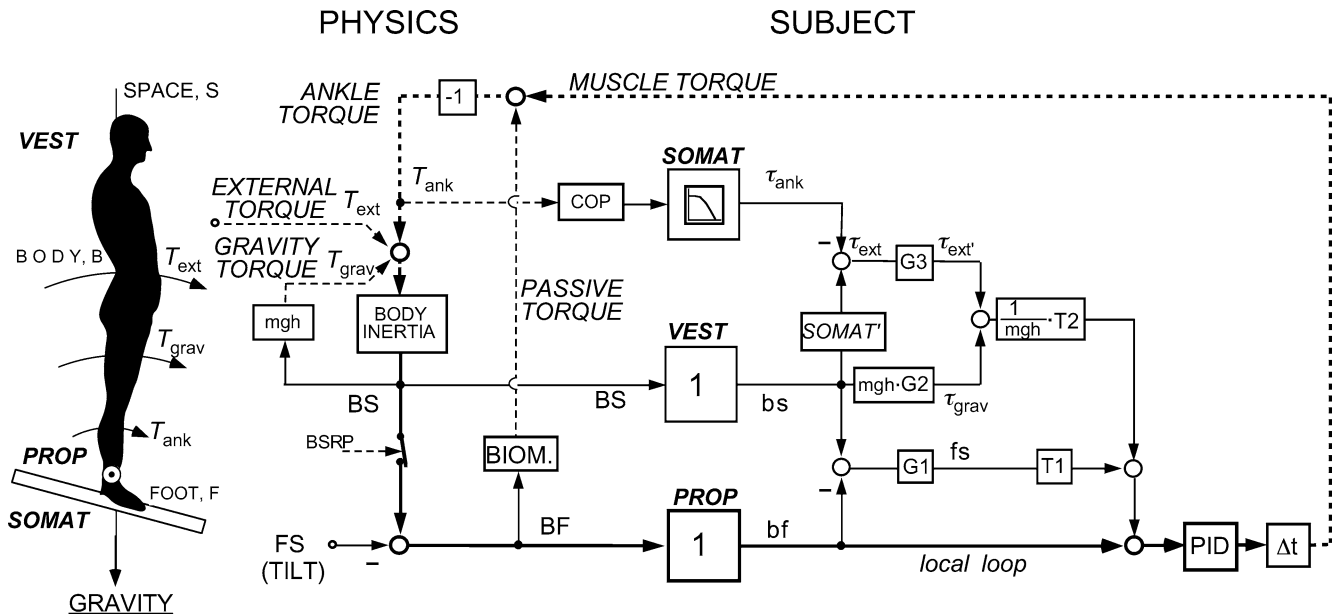 PHYSICS
SUBJECT
SPACE, S
VEST
BODY, B
T_ext
T_grav
T_ank
PROP
FOOT, F
SOMAT
GRAVITY
ANKLE
TORQUE
-1
MUSCLE TORQUE
EXTERNAL
TORQUE
T_ext
T_ank
COP
SOMAT
τ_ank
GRAVITY
TORQUE
T_grav
mgh
BODY
INERTIA
PASSIVE
TORQUE
–
τ_ext
G3
τ_ext'
SOMAT'
1
mgh
·T2
VEST
1
BS
BS
bs
mgh·G2
τ_grav
BSRP
BIOM.
–
G1
fs
T1
PROP
1
FS
(TILT)
–
BF
bf
local loop
PID
Δt